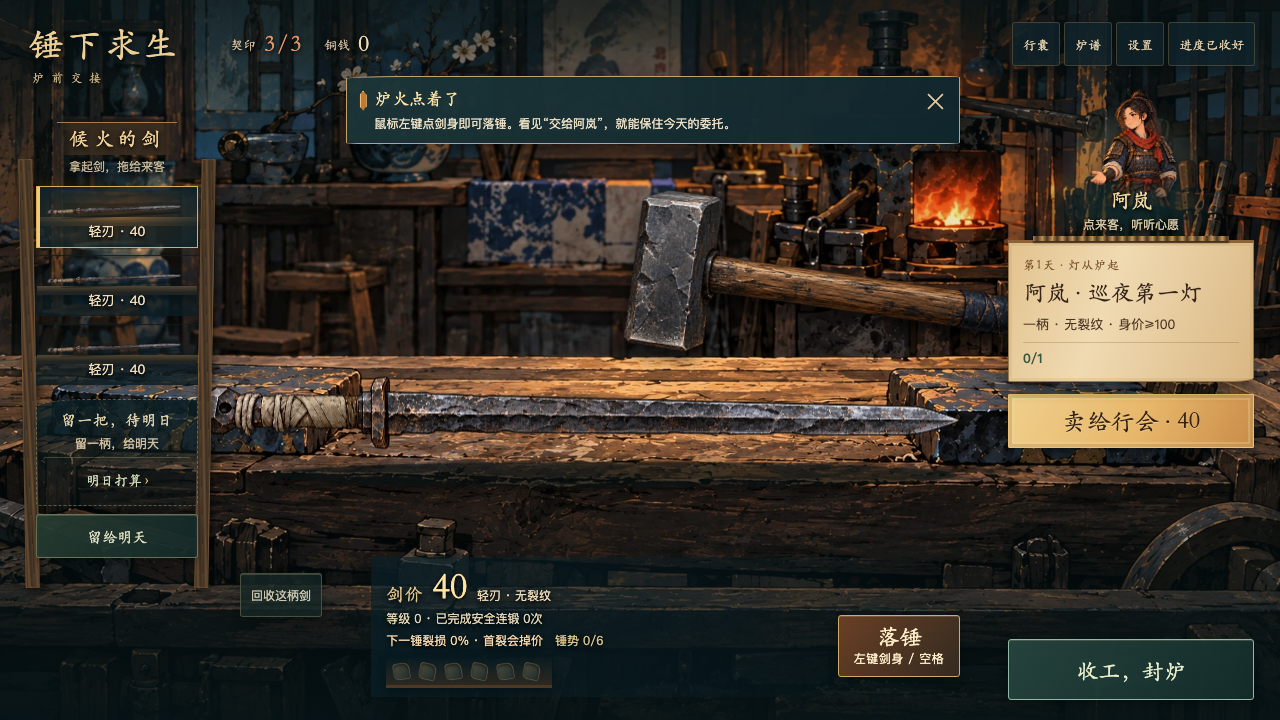 锤下求生
炉前交接
契印 3/3 铜钱 0
行囊
炉谱
设置
进度已收好
炉火点着了
鼠标左键点剑身即可落锤。看见“交给阿岚”，就能保住今天的委托。
候火的剑
拿起剑，拖给来客
轻刃 · 40
轻刃 · 40
轻刃 · 40
留一把，待明日
留一柄，给明天
明日打算 ›
留给明天
阿岚
点来客，听听心愿
第1天 · 灯从炉起
阿岚 · 巡夜第一灯
一柄 · 无裂纹 · 身价≥100
0/1
卖给行会 · 40
回收这柄剑
剑价 40 轻刃 · 无裂纹
等级 0 · 已完成安全连锻 0次
下一锤裂损 0% · 首裂会掉价 锤势 0/6
落锤
左键剑身 / 空格
收工，封炉